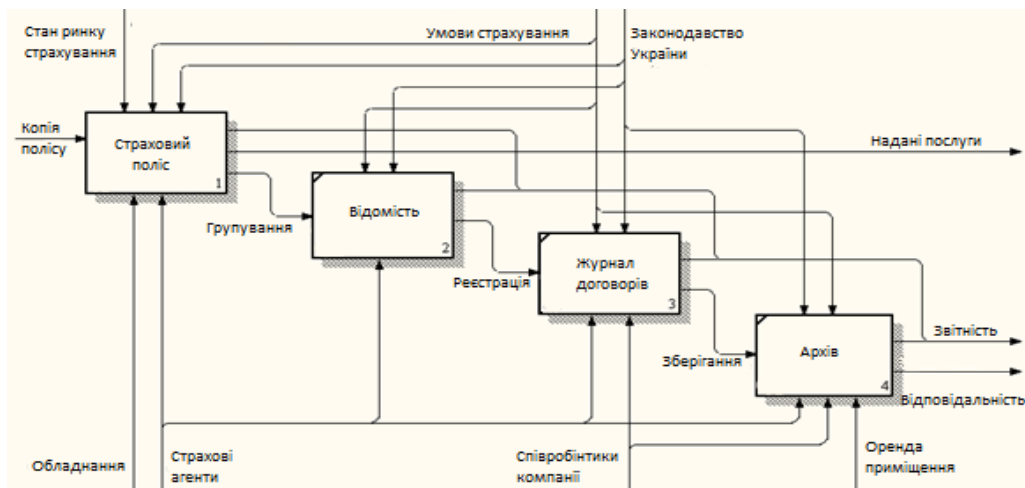 Стан ринку
страхування
Умови страхування
Законодавство
України
Копія
полісу
Страховий
поліс
1
Надані послуги
Групування
Відомість
2
Реєстрація
Журнал
договорів
3
Зберігання
Архів
4
Звітність
Відповідальність
Обладнання
Страхові
агенти
Співробінтики
компанії
Оренда
приміщення